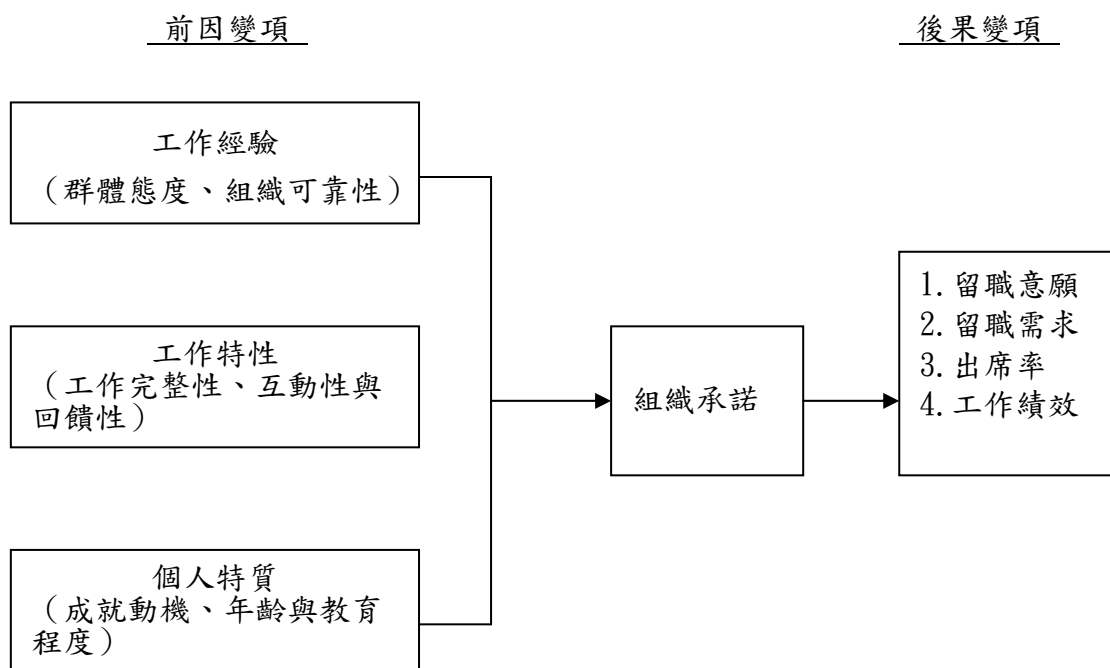 前因變項
後果變項
工作經驗
（群體態度、組織可靠性）
工作特性
（工作完整性、互動性與
回饋性）
個人特質
（成就動機、年齡與教育
程度）
組織承諾
1.留職意願
2.留職需求
3.出席率
4.工作績效